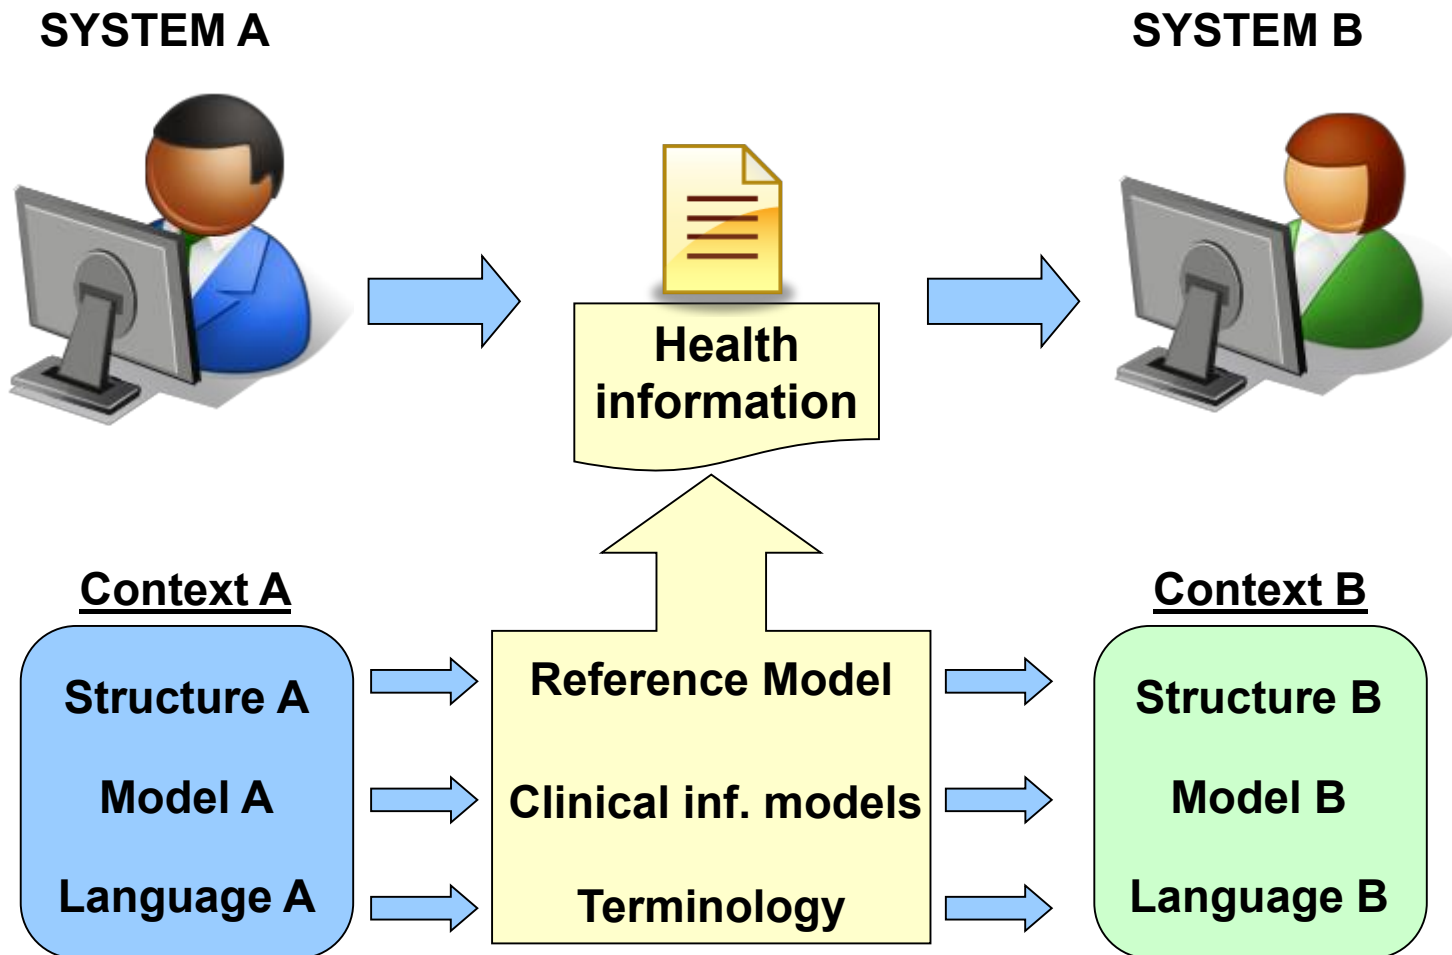 SYSTEM A
SYSTEM B
Health
information
Context A
Context B
Structure A
Reference Model
Structure B
Model A
Clinical inf. models
Model B
Language A
Terminology
Language B